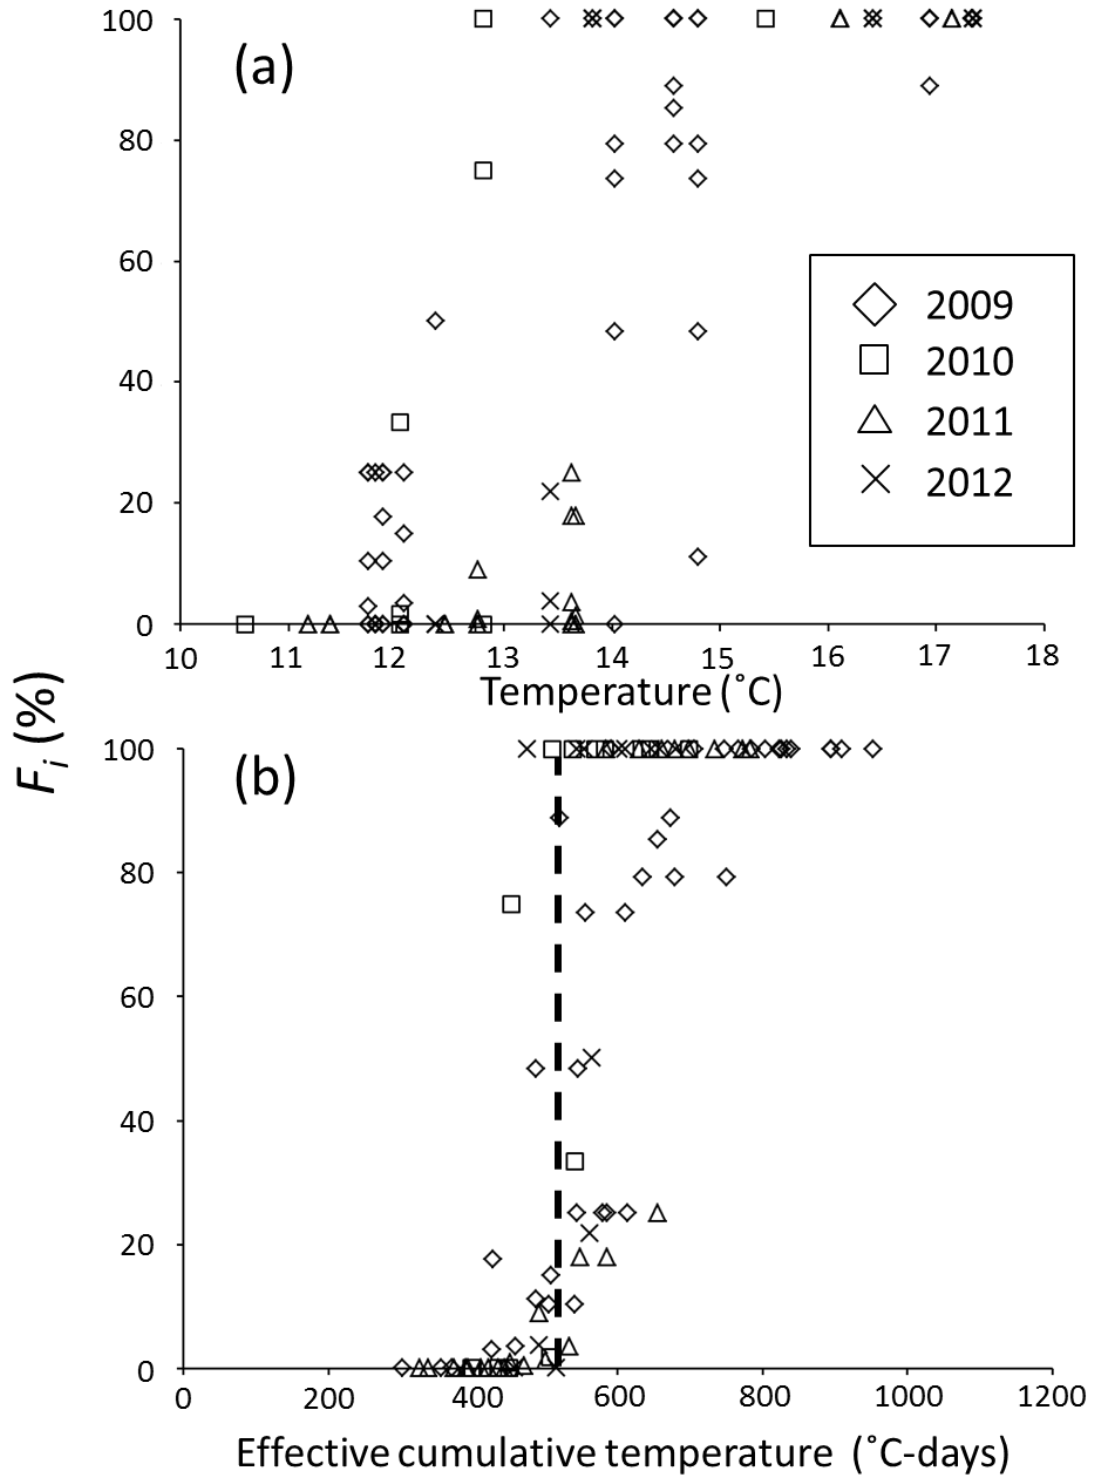 100
(a)
80
60
40
20
0
2009
2010
2011
2012
10 11 12 13 14 15 16 17 18
Temperature (˚C)
Fi (%)
100
(b)
80
60
40
20
0
0 200 400 600 800 1000 1200
Effective cumulative temperature (˚C-days)